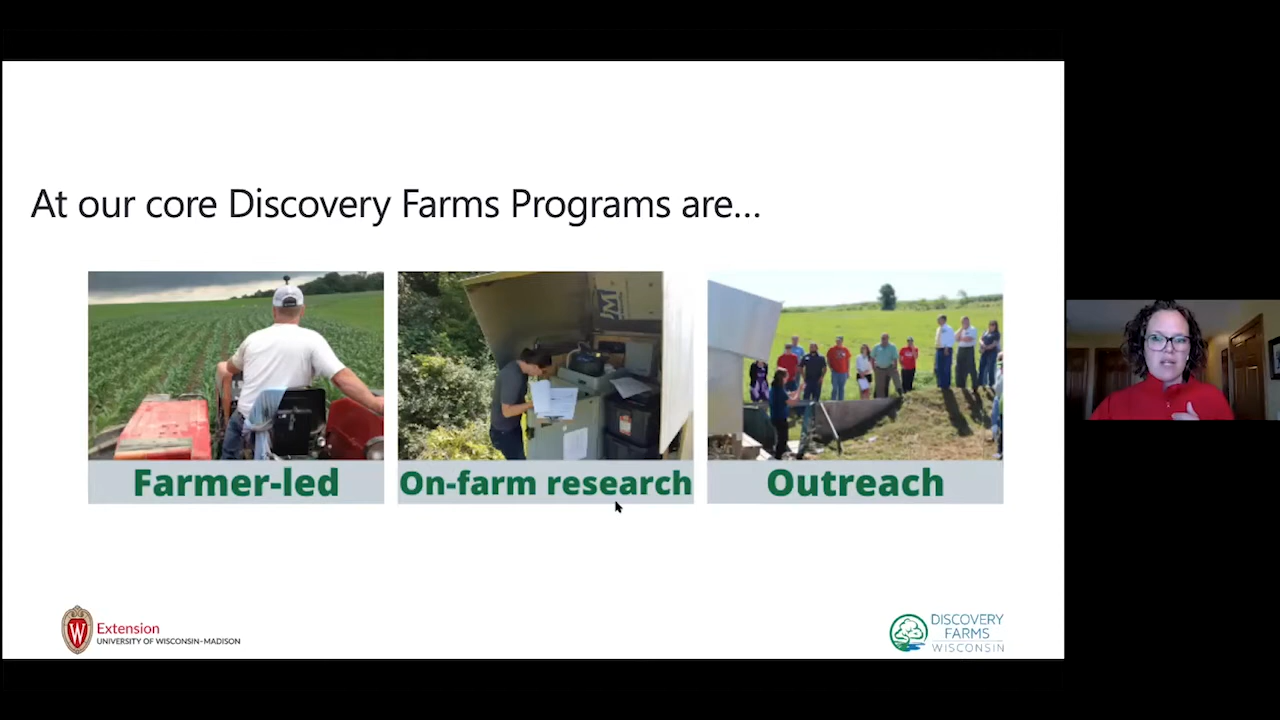 At our core Discovery Farms Programs are...
Farmer-led
On-farm research
Outreach
W
Extension
UNIVERSITY OF WISCONSIN–MADISON
DISCOVERY
FARMS
WISCONSIN